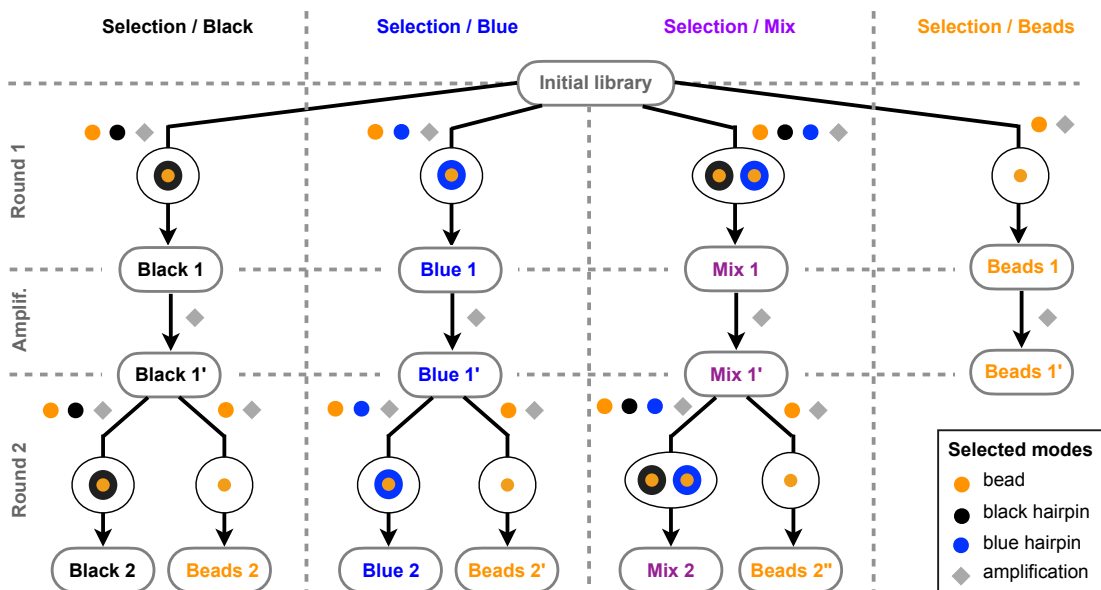 Selection / Black
Selection / Blue
Selection / Mix
Selection / Beads
Initial library
Round 1
Black 1
Blue 1
Mix 1
Beads 1
Amplif.
Black 1'
Blue 1'
Mix 1'
Beads 1'
Round 2
Black 2
Beads 2
Blue 2
Beads 2'
Mix 2
Beads 2"
Selected modes
bead
black hairpin
blue hairpin
amplification